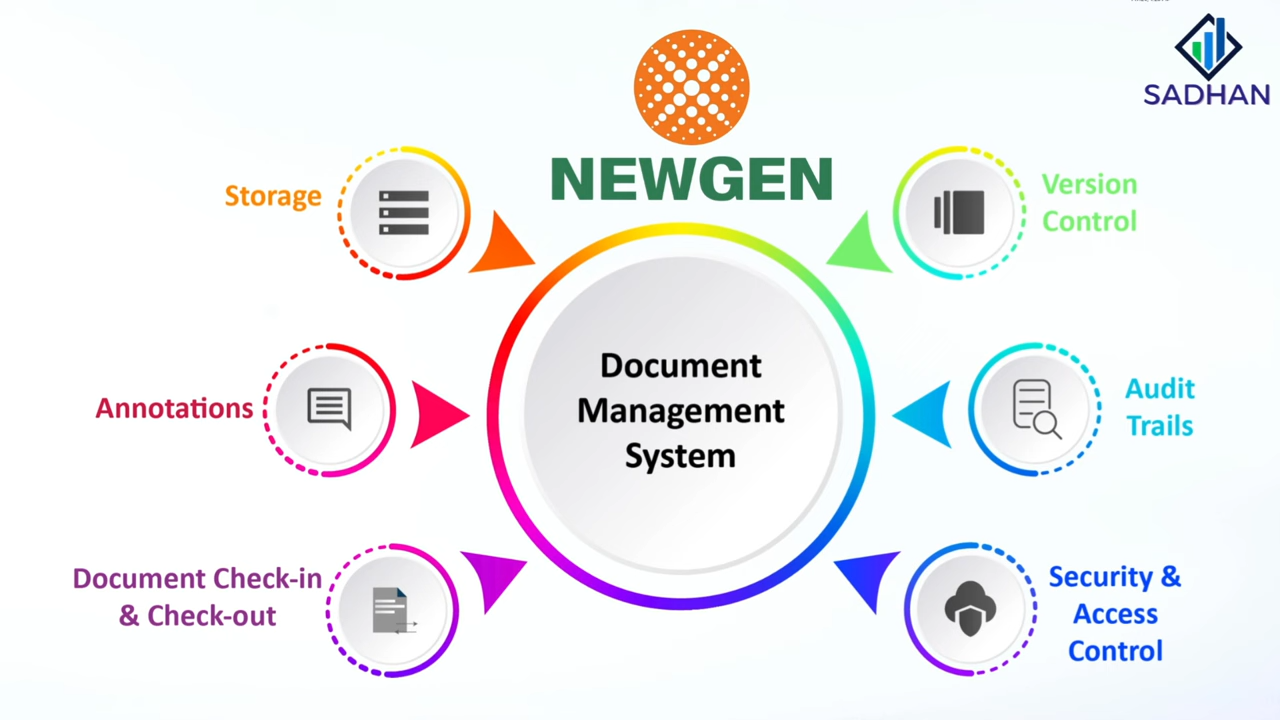 SADHAN
NEWGEN
Storage
Version
Control
Document
Management
System
Annotations
Audit
Trails
Document Check-in
& Check-out
Security &
Access
Control